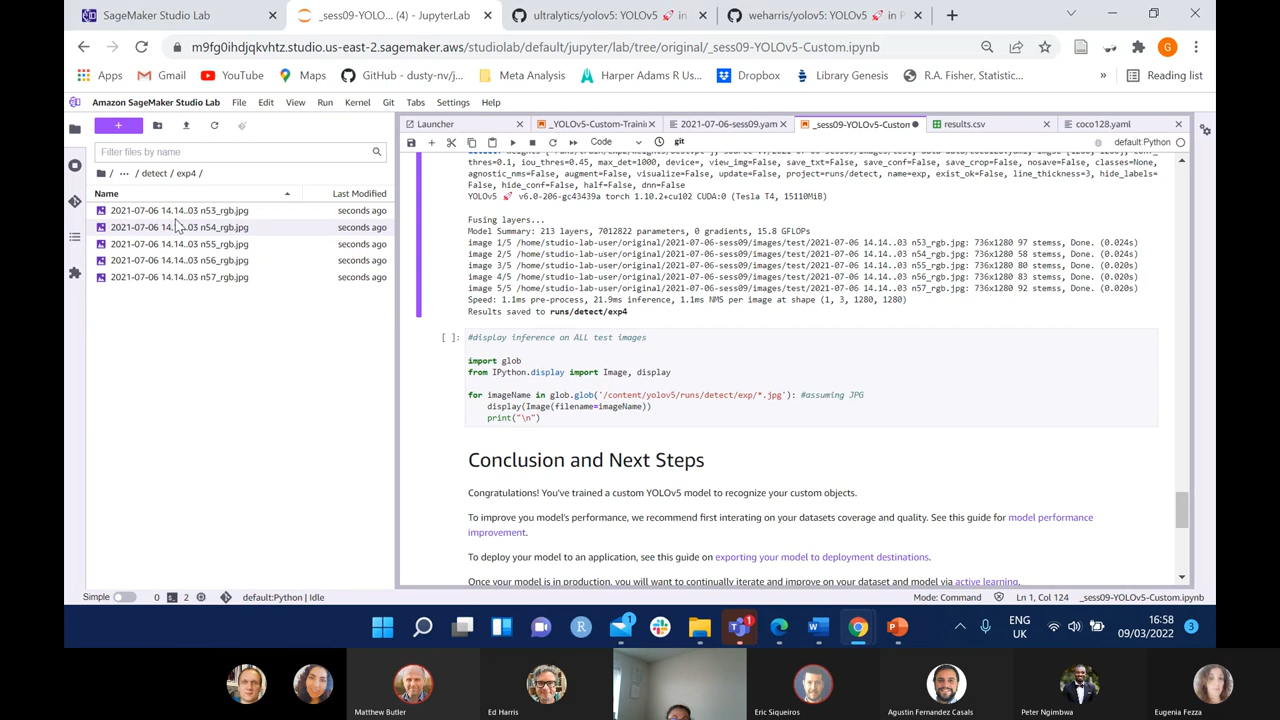 SageMaker Studio Lab
_sess09-YOLO... (4) - JupyterLab
ultralytics/yolov5: YOLOv5 🚀 in
weharris/yolov5: YOLOv5 🚀 in P
m9fg0ihdjqkvhtz.studio.us-east-2.sagemaker.aws/studiolab/default/jupyter/lab/tree/original/_sess09-YOLOv5-Custom.ipynb
G
Apps
Gmail
YouTube
Maps
GitHub - dusty-nv/j...
Meta Analysis
Harper Adams R Us...
Dropbox
Library Genesis
R.A. Fisher, Statistic...
»
Reading list
Amazon SageMaker Studio Lab
File
Edit
View
Run
Kernel
Git
Tabs
Settings
Help
Filter files by name
/ ... / detect / exp4 /
Name
Last Modified
2021-07-06 14.14..03 n53_rgb.jpg
seconds ago
2021-07-06 14.14..03 n54_rgb.jpg
seconds ago
2021-07-06 14.14..03 n55_rgb.jpg
seconds ago
2021-07-06 14.14..03 n56_rgb.jpg
seconds ago
2021-07-06 14.14..03 n57_rgb.jpg
seconds ago
Launcher
_YOLOv5-Custom-Traini
2021-07-06-sess09.yam
_sess09-YOLOv5-Custom
results.csv
coco128.yaml
Code
git
default:Python
thres=0.1, iou_thres=0.45, max_det=1000, device=, view_img=False, save_txt=False, save_conf=False, save_crop=False, nosave=False, classes=None,
agnostic_nms=False, augment=False, visualize=False, update=False, project=runs/detect, name=exp, exist_ok=False, line_thickness=3, hide_labels=
False, hide_conf=False, half=False, dnn=False
YOLOv5 🚀 v6.0-206-gc43439a torch 1.10.2+cu102 CUDA:0 (Tesla T4, 15110MiB)
Fusing layers...
Model Summary: 213 layers, 7012822 parameters, 0 gradients, 15.8 GFLOPs
image 1/5 /home/studio-lab-user/original/2021-07-06-sess09/images/test/2021-07-06 14.14..03 n53_rgb.jpg: 736x1280 97 stemss, Done. (0.024s)
image 2/5 /home/studio-lab-user/original/2021-07-06-sess09/images/test/2021-07-06 14.14..03 n54_rgb.jpg: 736x1280 58 stemss, Done. (0.024s)
image 3/5 /home/studio-lab-user/original/2021-07-06-sess09/images/test/2021-07-06 14.14..03 n55_rgb.jpg: 736x1280 80 stemss, Done. (0.020s)
image 4/5 /home/studio-lab-user/original/2021-07-06-sess09/images/test/2021-07-06 14.14..03 n56_rgb.jpg: 736x1280 83 stemss, Done. (0.020s)
image 5/5 /home/studio-lab-user/original/2021-07-06-sess09/images/test/2021-07-06 14.14..03 n57_rgb.jpg: 736x1280 92 stemss, Done. (0.020s)
Speed: 1.1ms pre-process, 21.9ms inference, 1.1ms NMS per image at shape (1, 3, 1280, 1280)
Results saved to runs/detect/exp4
[ ]:
#display inference on ALL test images
import glob
from IPython.display import Image, display
for imageName in glob.glob('/content/yolov5/runs/detect/exp/*.jpg'): #assuming JPG
display(Image(filename=imageName))
print("\n")
Conclusion and Next Steps
Congratulations! You've trained a custom YOLOv5 model to recognize your custom objects.
To improve you model's performance, we recommend first interating on your datasets coverage and quality. See this guide for model performance
improvement.
To deploy your model to an application, see this guide on exporting your model to deployment destinations.
Once your model is in production, you will want to continually iterate and improve on your dataset and model via active learning.
Simple
0
2
default:Python | Idle
Mode: Command
Ln 1, Col 124
_sess09-YOLOv5-Custom.ipynb
1
1
ENG
UK
16:58
09/03/2022
3
Matthew Butler
Ed Harris
Eric Siqueiros
Agustin Fernandez Casals
Peter Ngimbwa
Eugenia Fezza